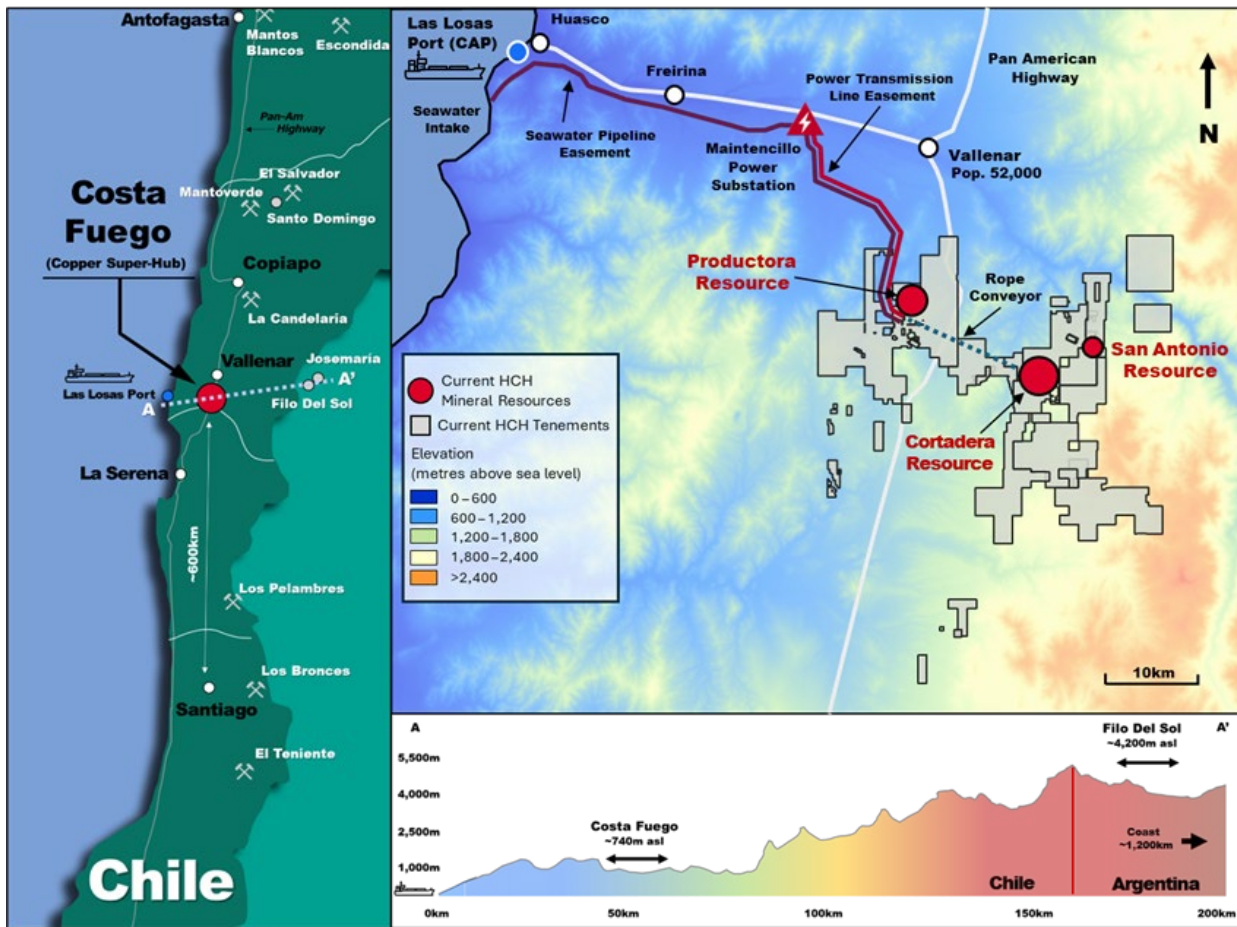 Antofagasta
Mantos
Blancos
Escondida
Pan-Am
Highway
El Salvador
Mantoverde
Santo Domingo
Costa
Fuego
(Copper Super-Hub)
Copiapo
La Candelaria
Vallenar
Josemaria
Las Losas Port
A
A'
Filo Del Sol
La Serena
~600km
Los Pelambres
Los Bronces
Santiago
El Teniente
Chile
Las Losas
Port (CAP)
Huasco
Freirina
Pan American
Highway
Power Transmission
Line Easement
N
Seawater
Intake
Seawater Pipeline
Easement
Maintencillo
Power
Substation
Vallenar
Pop. 52,000
Productora
Resource
Rope
Conveyor
San Antonio
Resource
Cortadera
Resource
Current HCH
Mineral Resources
Current HCH Tenements
Elevation
(metres above sea level)
0–600
600–1,200
1,200–1,800
1,800–2,400
>2,400
10km
A
A'
Filo Del Sol
~4,200m asl
5,500m
4,000m
2,500m
1,000m
Costa Fuego
~740m asl
Coast
~1,200km
Chile
Argentina
0km
50km
100km
150km
200km